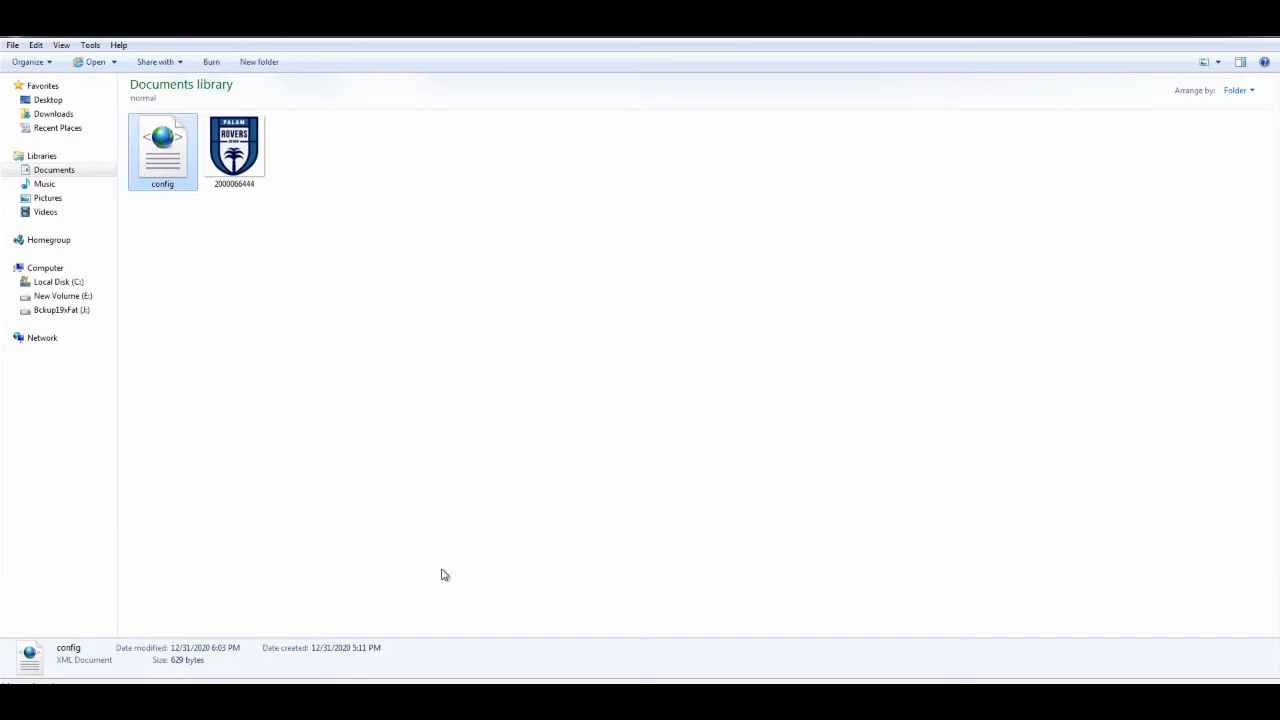 File Edit View Tools Help
Organize Open Share with Burn New folder
Favorites
Desktop
Downloads
Recent Places
Libraries
Documents
Music
Pictures
Videos
Homegroup
Computer
Local Disk (C:)
New Volume (E:)
Bckup19xFat (J:)
Network
Documents library
normal
Arrange by: Folder
PALAM
ROVERS
config
2000066444
config Date modified: 12/31/2020 6:03 PM Date created: 12/31/2020 5:11 PM
XML Document Size: 629 bytes